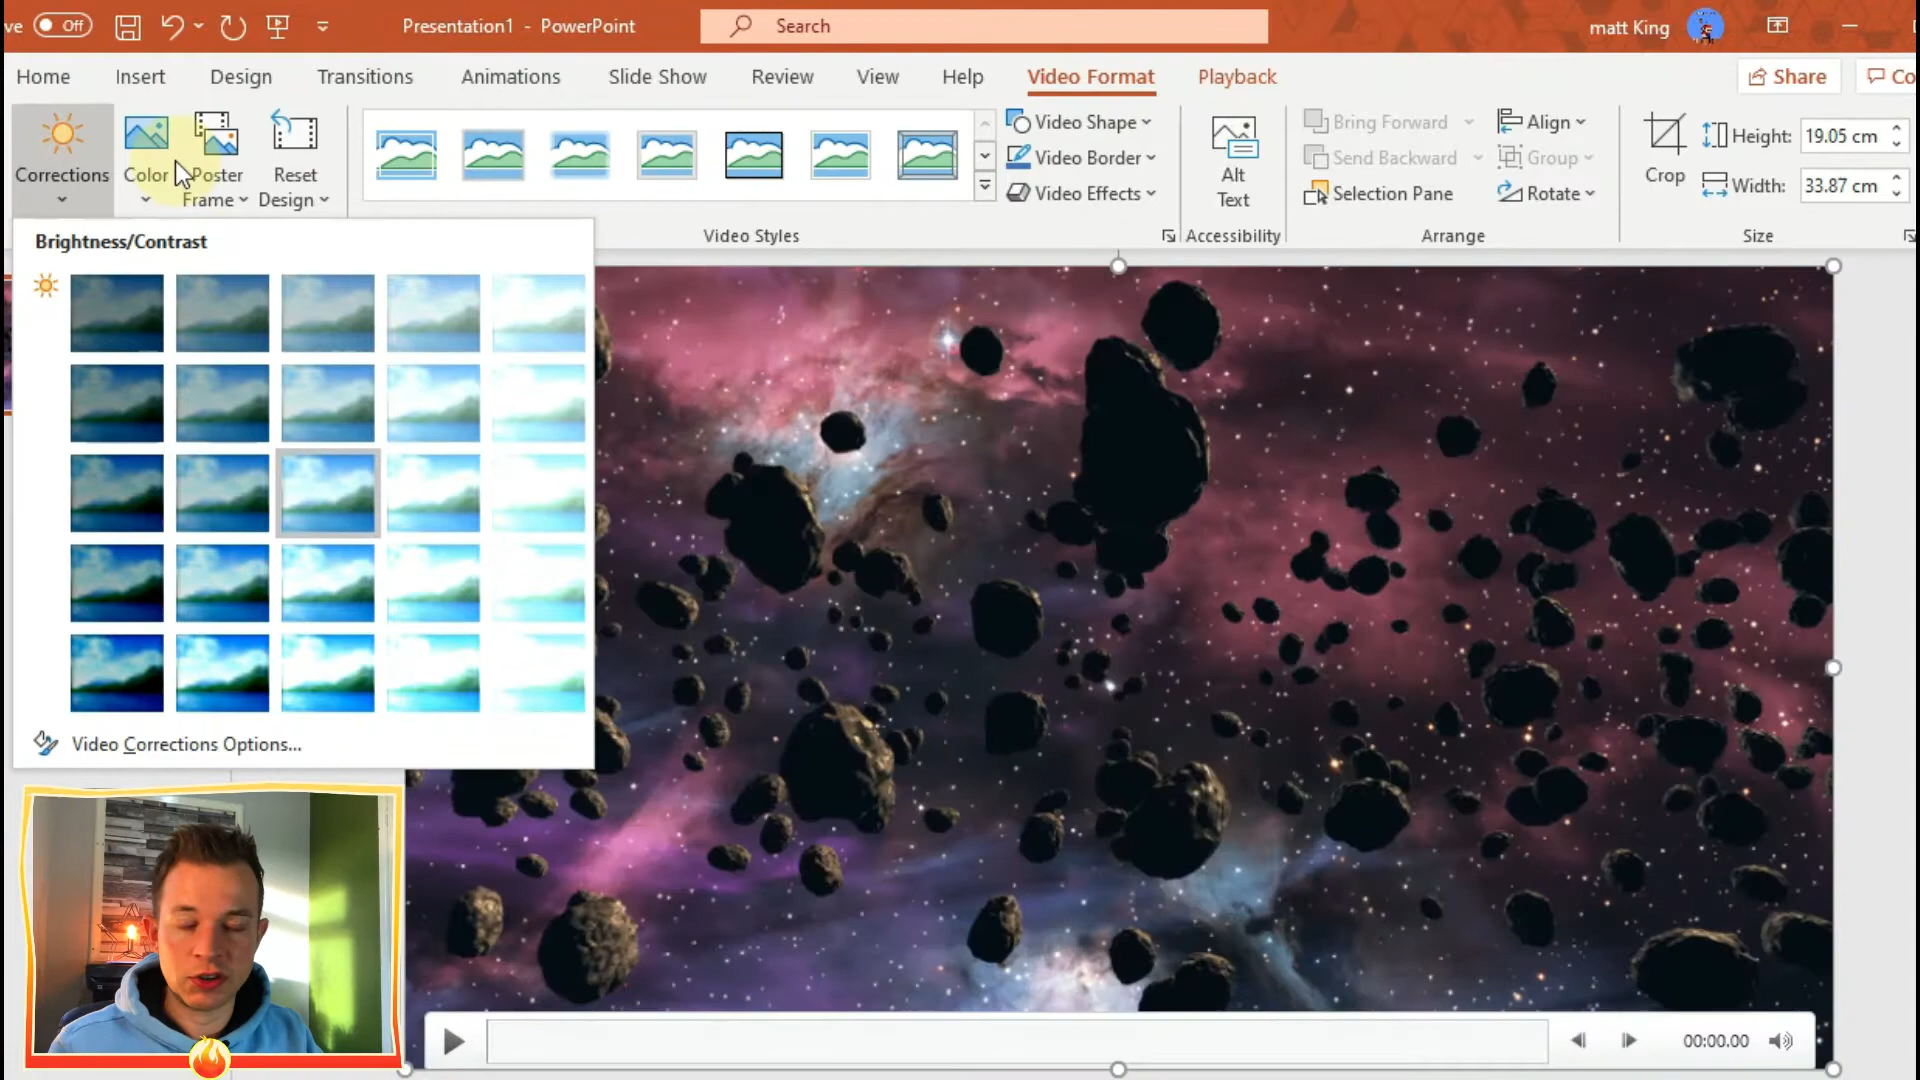 ve Off Presentation1 - PowerPoint Search matt King
Home Insert Design Transitions Animations Slide Show Review View Help Video Format Playback Share Co
Corrections
Color
Poster Frame
Reset Design
Video Shape
Video Border
Video Effects
Video Styles
Alt Text
Accessibility
Bring Forward
Send Backward
Selection Pane
Align
Group
Rotate
Arrange
Crop
Height: 19.05 cm
Width: 33.87 cm
Size
Brightness/Contrast
Video Corrections Options...
00:00.00